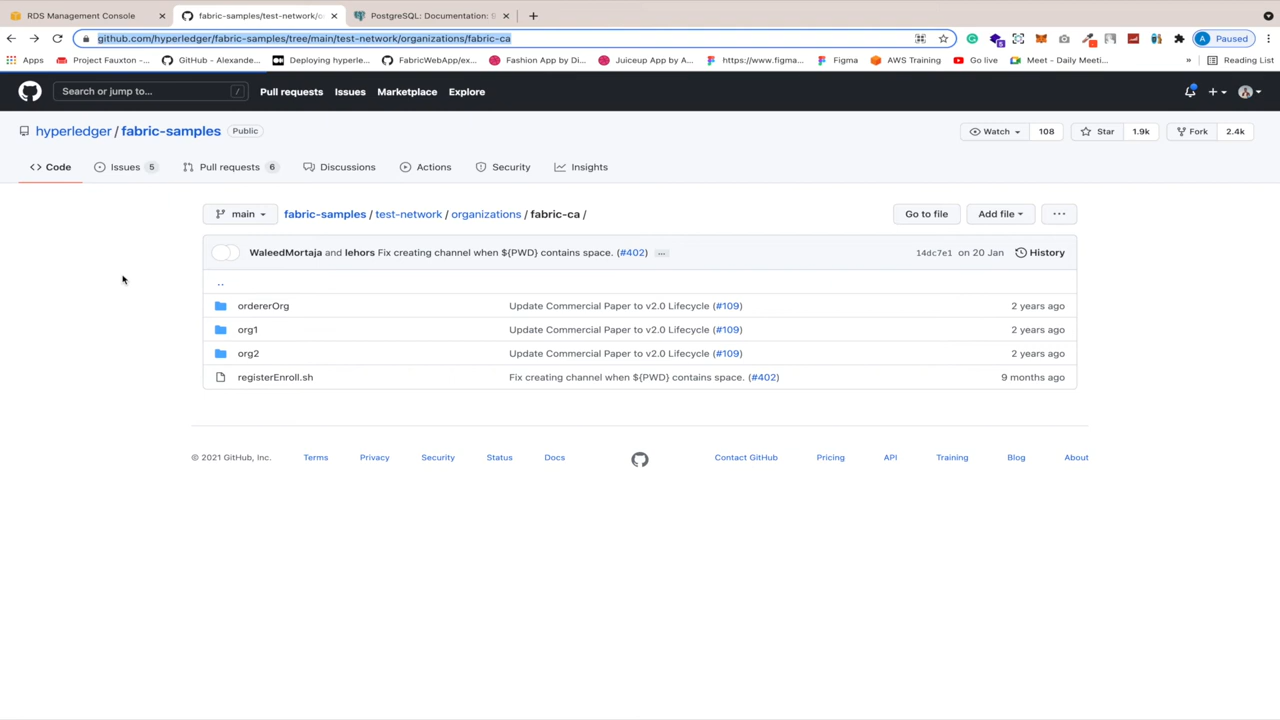 RDS Management Console
fabric-samples/test-network/o
PostgreSQL: Documentation: 9
github.com/hyperledger/fabric-samples/tree/main/test-network/organizations/fabric-ca
A Paused
Apps
Project Fauxton -...
GitHub - Alexande...
Deploying hyperle...
FabricWebApp/ex...
Fashion App by Di...
Juiceup App by A...
https://www.figma...
Figma
AWS Training
Go live
Meet - Daily Meeti...
»
Reading List
Search or jump to...
/
Pull requests
Issues
Marketplace
Explore
hyperledger / fabric-samples
Public
Watch
108
Star
1.9k
Fork
2.4k
<> Code
Issues 5
Pull requests 6
Discussions
Actions
Security
Insights
main
fabric-samples / test-network / organizations / fabric-ca /
Go to file
Add file
...
WaleedMortaja and lehors Fix creating channel when ${PWD} contains space. (#402) ...
14dc7e1 on 20 Jan
History
..
ordererOrg Update Commercial Paper to v2.0 Lifecycle (#109) 2 years ago
org1 Update Commercial Paper to v2.0 Lifecycle (#109) 2 years ago
org2 Update Commercial Paper to v2.0 Lifecycle (#109) 2 years ago
registerEnroll.sh Fix creating channel when ${PWD} contains space. (#402) 9 months ago
© 2021 GitHub, Inc.
Terms
Privacy
Security
Status
Docs
Contact GitHub
Pricing
API
Training
Blog
About